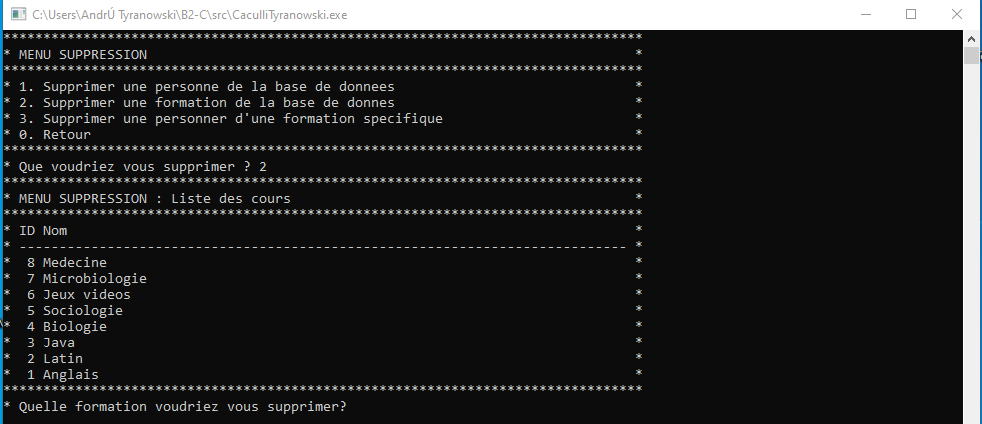 C:\Users\AndrÚ Tyranowski\B2-C\src\CaculliTyranowski.exe
********************************************************************************
* MENU SUPPRESSION *
********************************************************************************
* 1. Supprimer une personne de la base de donnees *
* 2. Supprimer une formation de la base de donnes *
* 3. Supprimer une personner d'une formation specifique *
* 0. Retour *
********************************************************************************
* Que voudriez vous supprimer ? 2
********************************************************************************
* MENU SUPPRESSION : Liste des cours *
********************************************************************************
* ID Nom *
* ---------------------------------------------------------------------------- *
* 8 Medecine *
* 7 Microbiologie *
* 6 Jeux videos *
* 5 Sociologie *
* 4 Biologie *
* 3 Java *
* 2 Latin *
* 1 Anglais *
********************************************************************************
* Quelle formation voudriez vous supprimer?